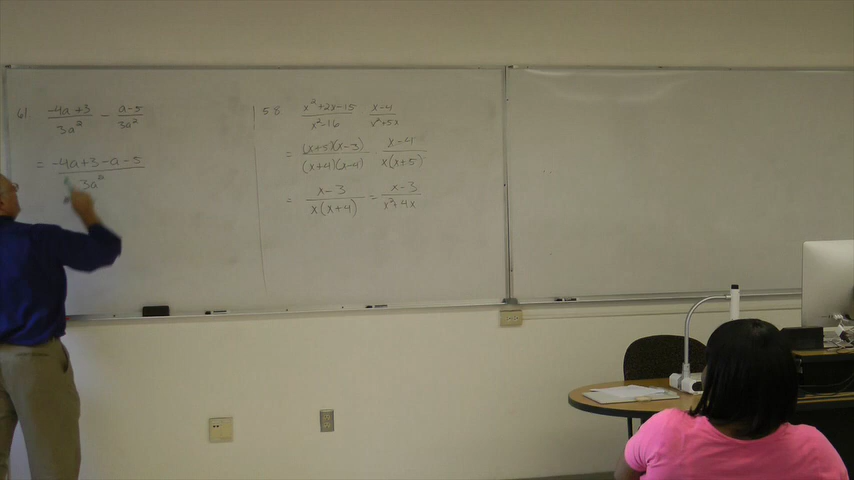 61 (-4a+3)/(3a²) - (a-5)/(3a²)
= (-4a+3-a-5)/(3a²)
58 (x²+2x-15)/(x²-16) · (x-4)/(x²+5x)
= ((x+5)(x-3))/((x+4)(x-4)) · (x-4)/(x(x+5))
= (x-3)/(x(x+4)) = (x-3)/(x²+4x)